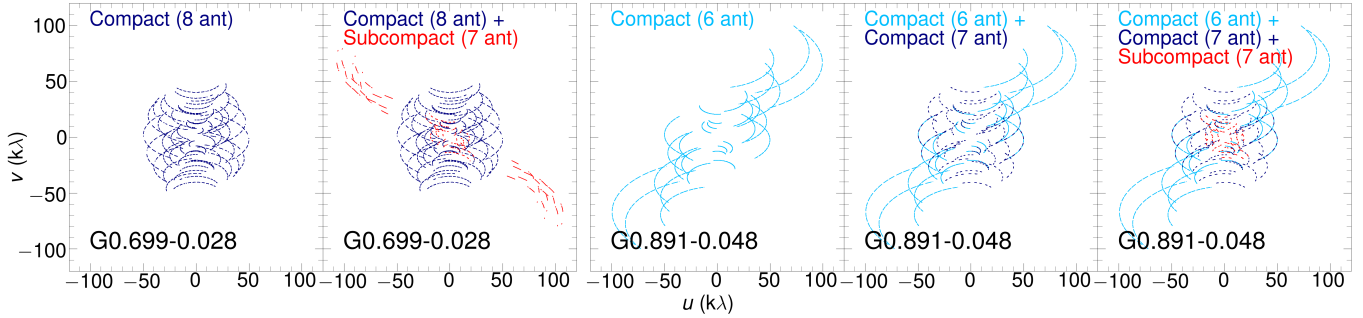 Compact (8 ant)
G0.699-0.028
Compact (8 ant) +
Subcompact (7 ant)
G0.699-0.028
Compact (6 ant)
G0.891-0.048
Compact (6 ant) +
Compact (7 ant)
G0.891-0.048
Compact (6 ant) +
Compact (7 ant) +
Subcompact (7 ant)
G0.891-0.048
v (kλ)
100
50
0
−50
−100
−100 −50 0 50 100
−100 −50 0 50 100
−100 −50 0 50 100
−100 −50 0 50 100
−100 −50 0 50 100
u (kλ)